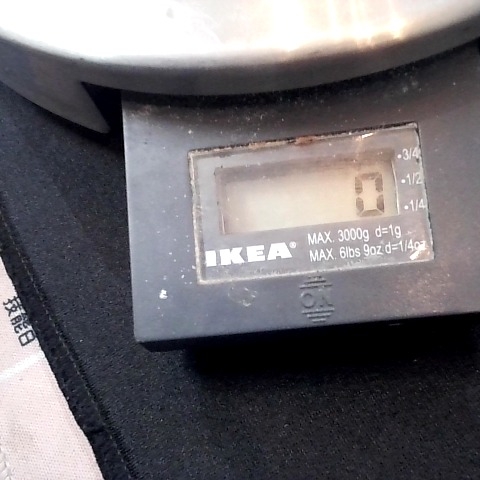 0
•3/4
•1/2
•1/4
IKEA®
MAX. 3000g d=1g
MAX. 6lbs 9oz d=1/4oz
ON
技能日